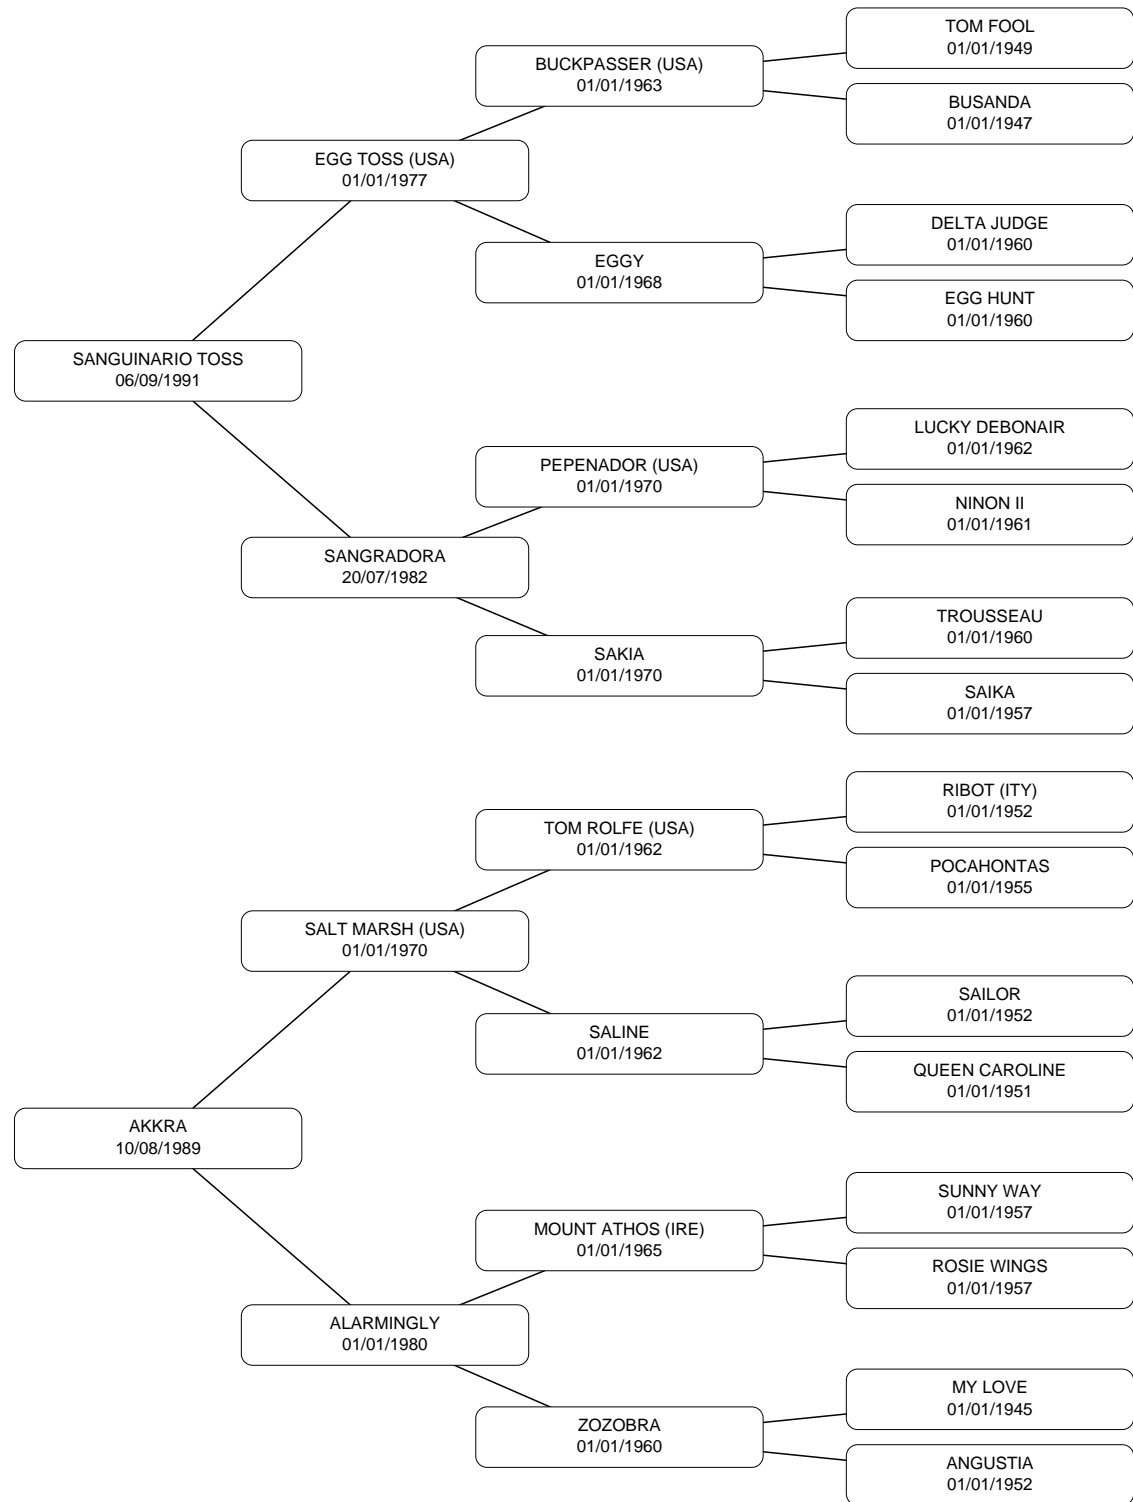 TOM FOOL
01/01/1949
BUCKPASSER (USA)
01/01/1963
BUSANDA
01/01/1947
EGG TOSS (USA)
01/01/1977
DELTA JUDGE
01/01/1960
EGGY
01/01/1968
EGG HUNT
01/01/1960
SANGUINARIO TOSS
06/09/1991
LUCKY DEBONAIR
01/01/1962
PEPENADOR (USA)
01/01/1970
NINON II
01/01/1961
SANGRADORA
20/07/1982
TROUSSEAU
01/01/1960
SAKIA
01/01/1970
SAIKA
01/01/1957
RIBOT (ITY)
01/01/1952
TOM ROLFE (USA)
01/01/1962
POCAHONTAS
01/01/1955
SALT MARSH (USA)
01/01/1970
SAILOR
01/01/1952
SALINE
01/01/1962
QUEEN CAROLINE
01/01/1951
AKKRA
10/08/1989
SUNNY WAY
01/01/1957
MOUNT ATHOS (IRE)
01/01/1965
ROSIE WINGS
01/01/1957
ALARMINGLY
01/01/1980
MY LOVE
01/01/1945
ZOZOBRA
01/01/1960
ANGUSTIA
01/01/1952